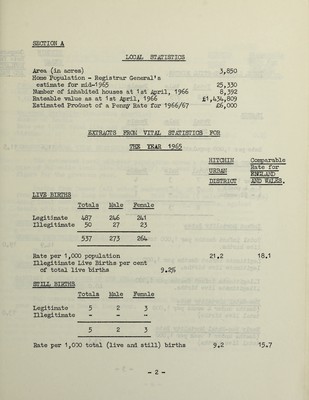 SECTION A
LOCAL STATISTICS
Area (in acres) 3,850
Home Population - Registrar General's
estimate for mid-1965 25,330
Number of inhabited houses at 1st April, 1966 8,392
Rateable value as at 1st April, 1966 £1,434,809
Estimated Product of a Penny Rate for 1966/67 £6,000
EXTRACTS FROM VITAL STATISTICS FOR
THE YEAR 1965
HITCHIN Comparable
URBAN Rate for
DISTRICT ENGLAND
AND WALES.
LIVE BIRTHS
Totals Male Female
Legitimate 487 246 241
Illegitimate 50 27 23
537 273 264
Rate per 1,000 population 21.2 18.1
Illegitimate Live Births per cent
of total live births 9.2%
STILL BIRTHS
Totals Male Female
Legitimate 5 2 3
Illegitimate - - -
5 2 3
Rate per 1,000 total (live and still) births 9.2 15.7
- 2 -